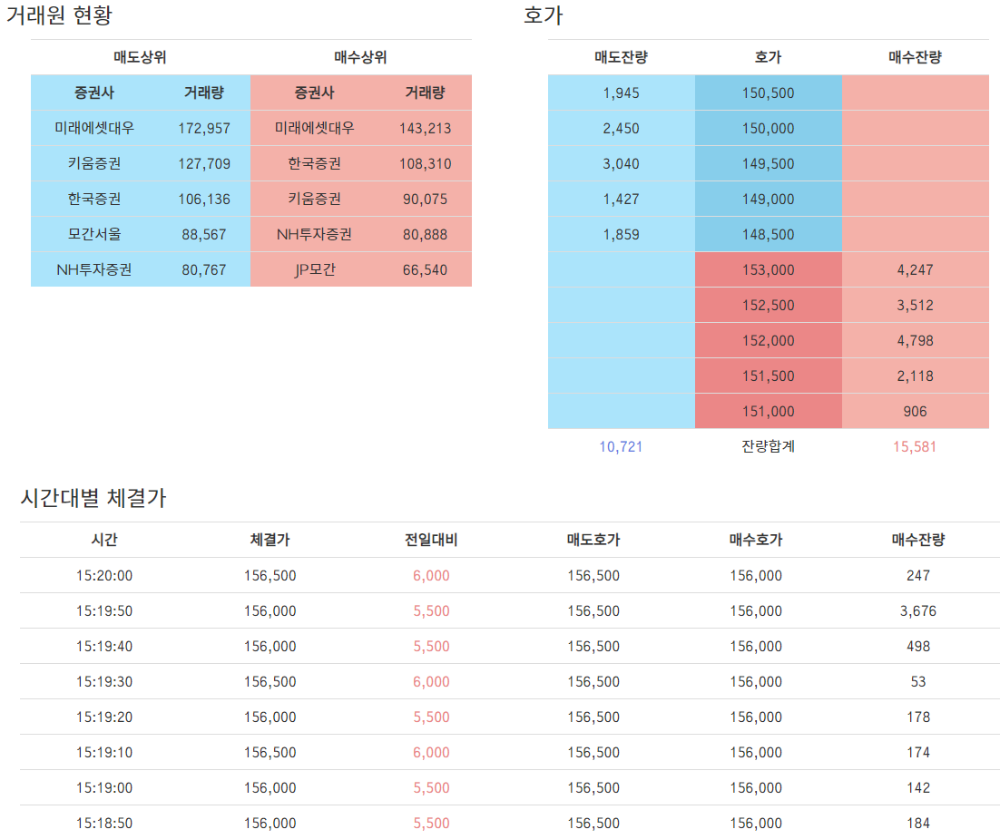 거래원 현황
매도상위 매수상위
증권사 거래량 증권사 거래량
미래에셋대우 172,957 미래에셋대우 143,213
키움증권 127,709 한국증권 108,310
한국증권 106,136 키움증권 90,075
모간서울 88,567 NH투자증권 80,888
NH투자증권 80,767 JP모간 66,540
호가
매도잔량 호가 매수잔량
1,945 150,500
2,450 150,000
3,040 149,500
1,427 149,000
1,859 148,500
153,000 4,247
152,500 3,512
152,000 4,798
151,500 2,118
151,000 906
10,721 잔량합계 15,581
시간대별 체결가
시간 체결가 전일대비 매도호가 매수호가 매수잔량
15:20:00 156,500 6,000 156,500 156,000 247
15:19:50 156,000 5,500 156,500 156,000 3,676
15:19:40 156,000 5,500 156,500 156,000 498
15:19:30 156,500 6,000 156,500 156,000 53
15:19:20 156,000 5,500 156,500 156,000 178
15:19:10 156,500 6,000 156,500 156,000 174
15:19:00 156,000 5,500 156,500 156,000 142
15:18:50 156,000 5,500 156,500 156,000 184